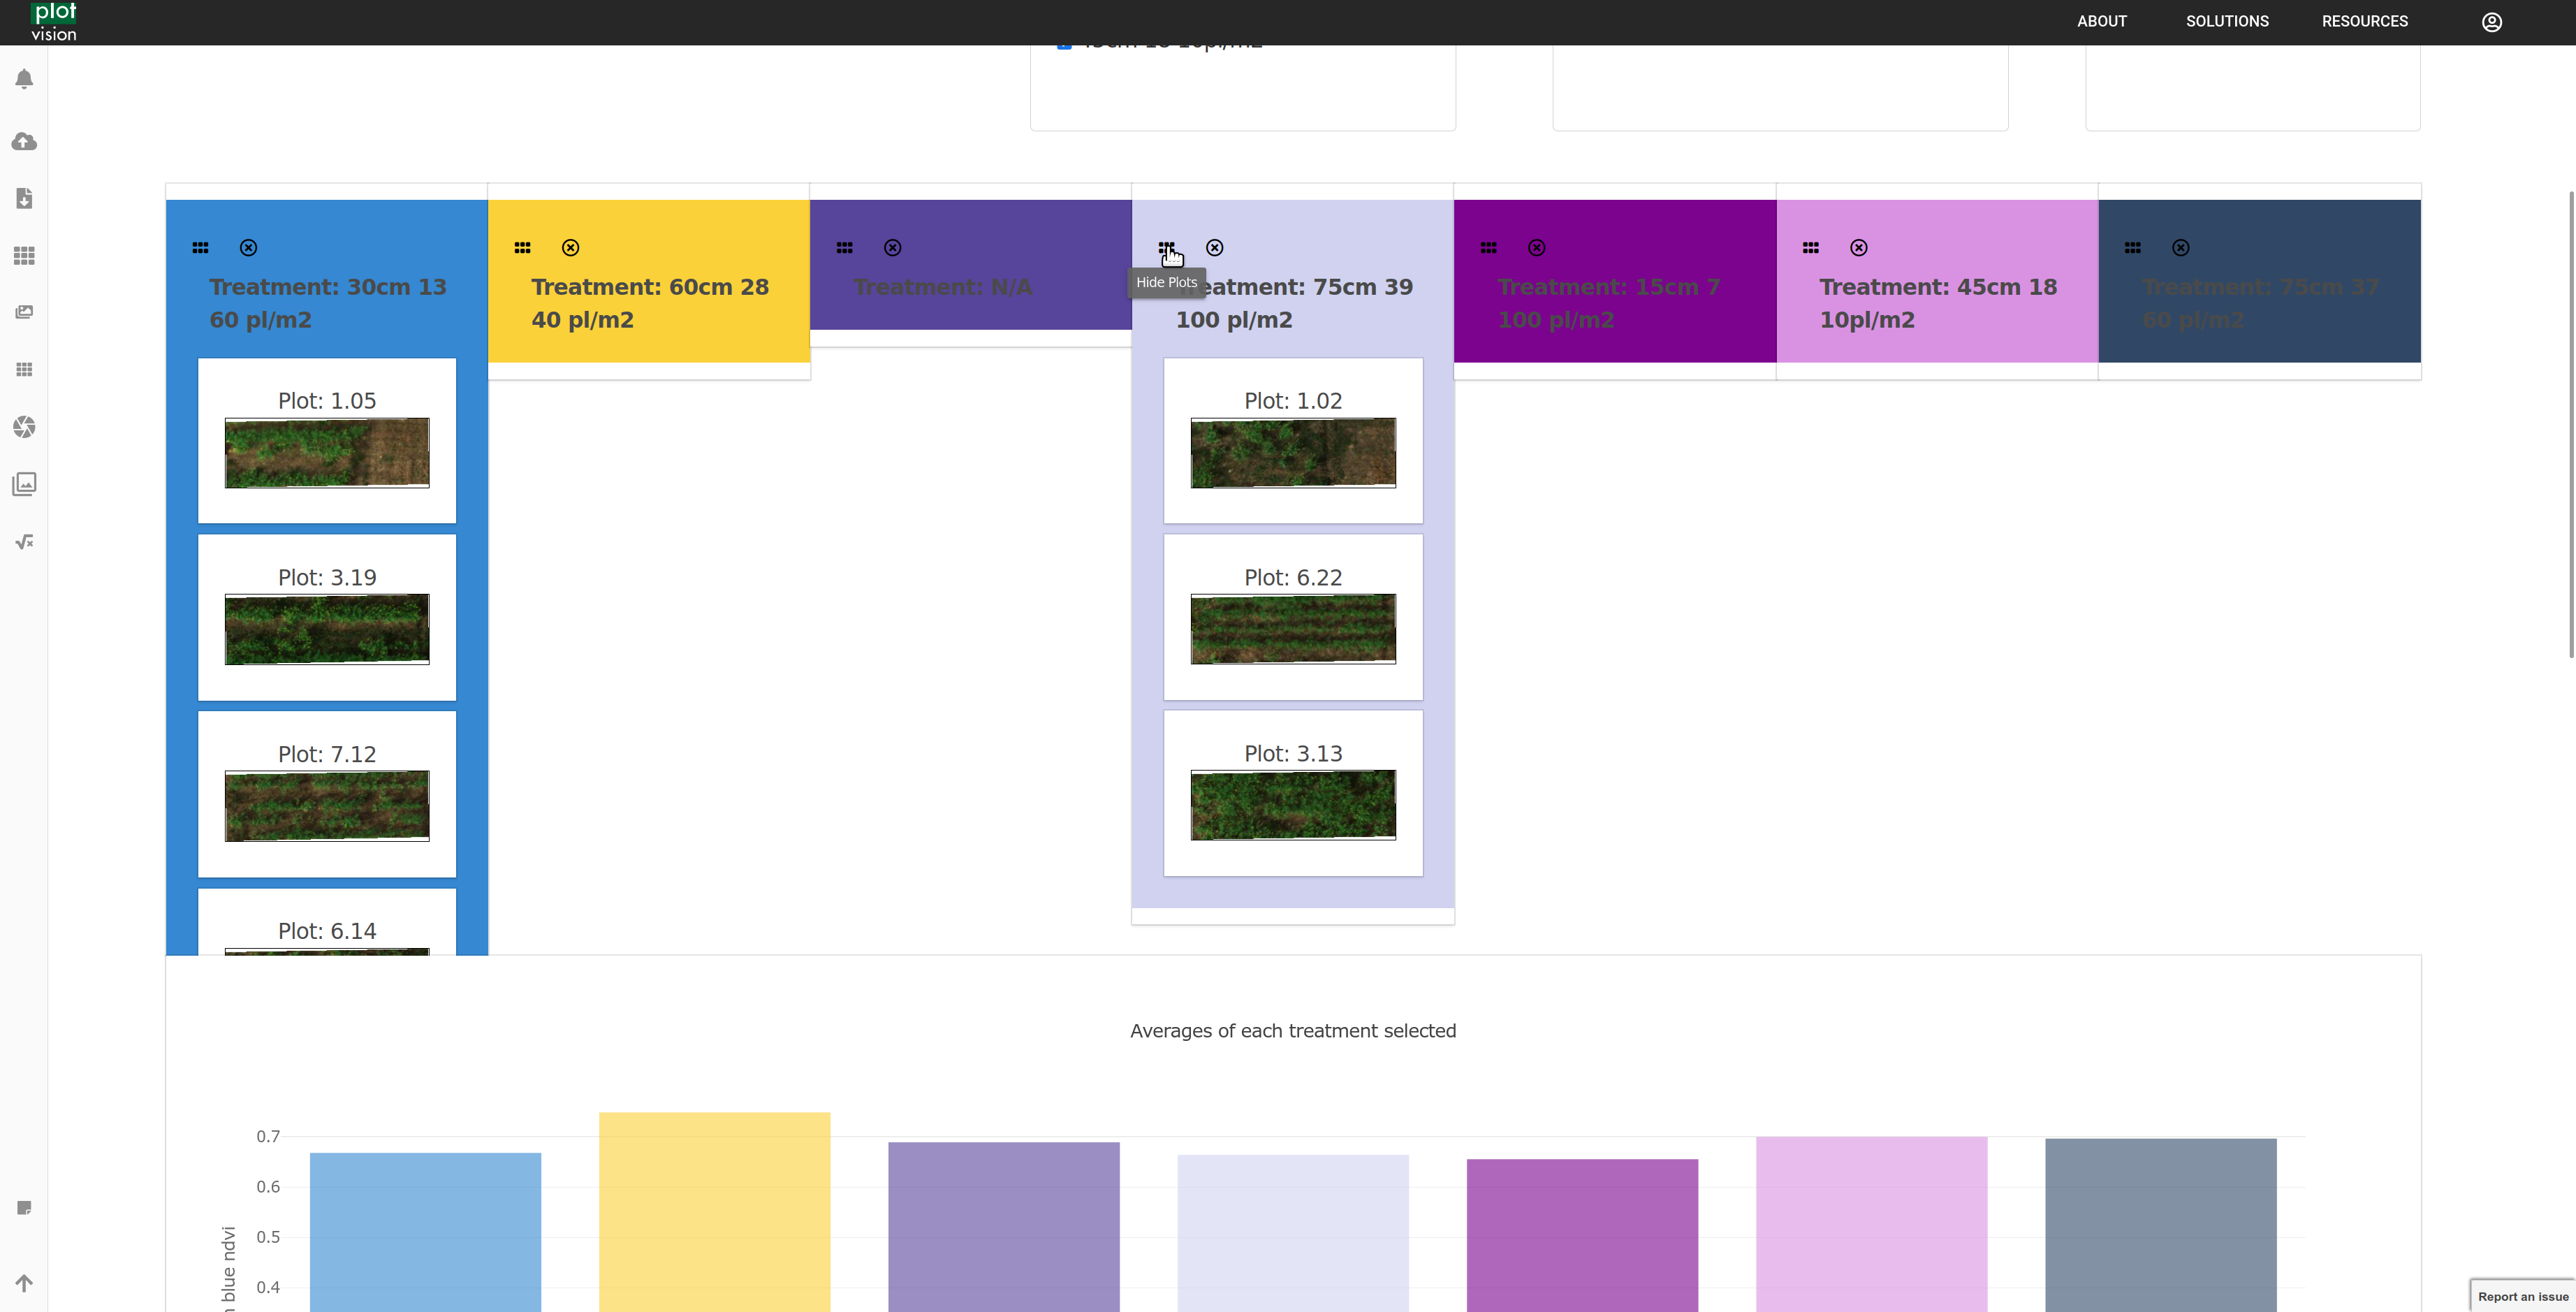 plot
vision
ABOUT
SOLUTIONS
RESOURCES
Treatment: 30cm 13
60 pl/m2
Treatment: 60cm 28
40 pl/m2
Treatment: N/A
Hide Plots
eatment: 75cm 39
100 pl/m2
Treatment: 15cm 7
100 pl/m2
Treatment: 45cm 18
10pl/m2
Treatment: 75cm 37
60 pl/m2
Plot: 1.05
Plot: 3.19
Plot: 7.12
Plot: 6.14
Plot: 1.02
Plot: 6.22
Plot: 3.13
Averages of each treatment selected
0.7
0.6
0.5
0.4
blue ndvi
Report an issue